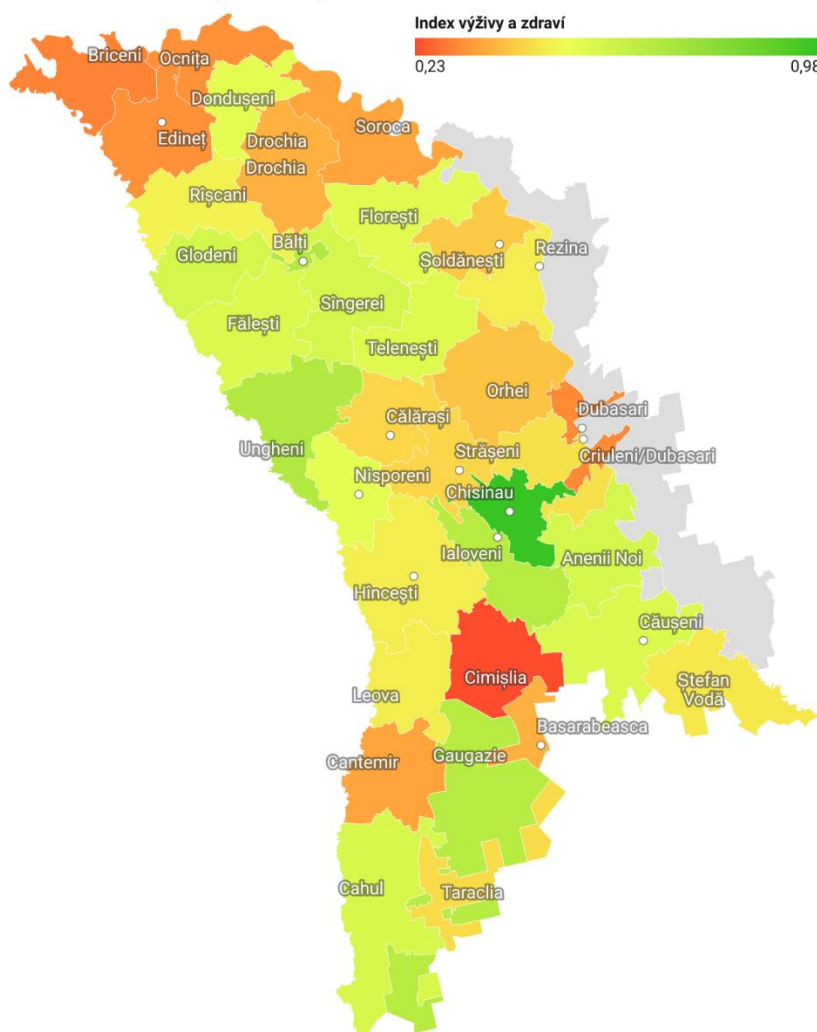 Index výživy a zdraví
0,23
0,98
Briceni
Ocnița
Dondușeni
Edineț
Drochia
Soroca
Drochia
Rîșcani
Florești
Bălți
Glodeni
Șoldănești
Rezina
Sîngerei
Fălești
Telenești
Orhei
Dubasari
Călărași
Ungheni
Strășeni
Criuleni/Dubasari
Nisporeni
Chisinau
Ialoveni
Anenii Noi
Hîncești
Căușeni
Cimișlia
Ștefan
Vodă
Leova
Basarabeasca
Gaugazie
Cantemir
Cahul
Taraclia